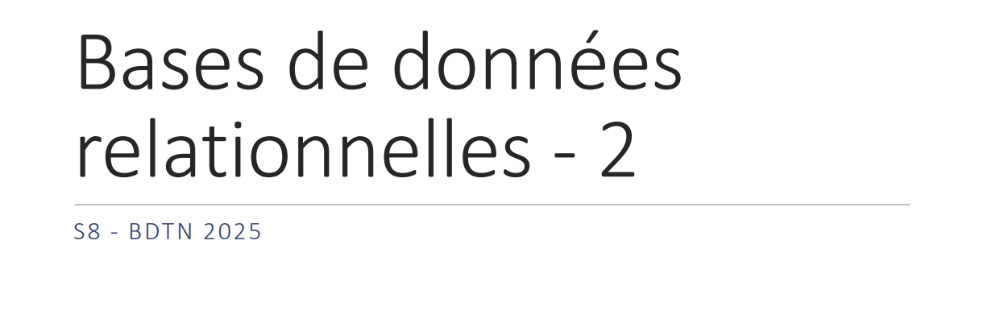 Bases de données
relationnelles - 2
S8 - BDTN 2025